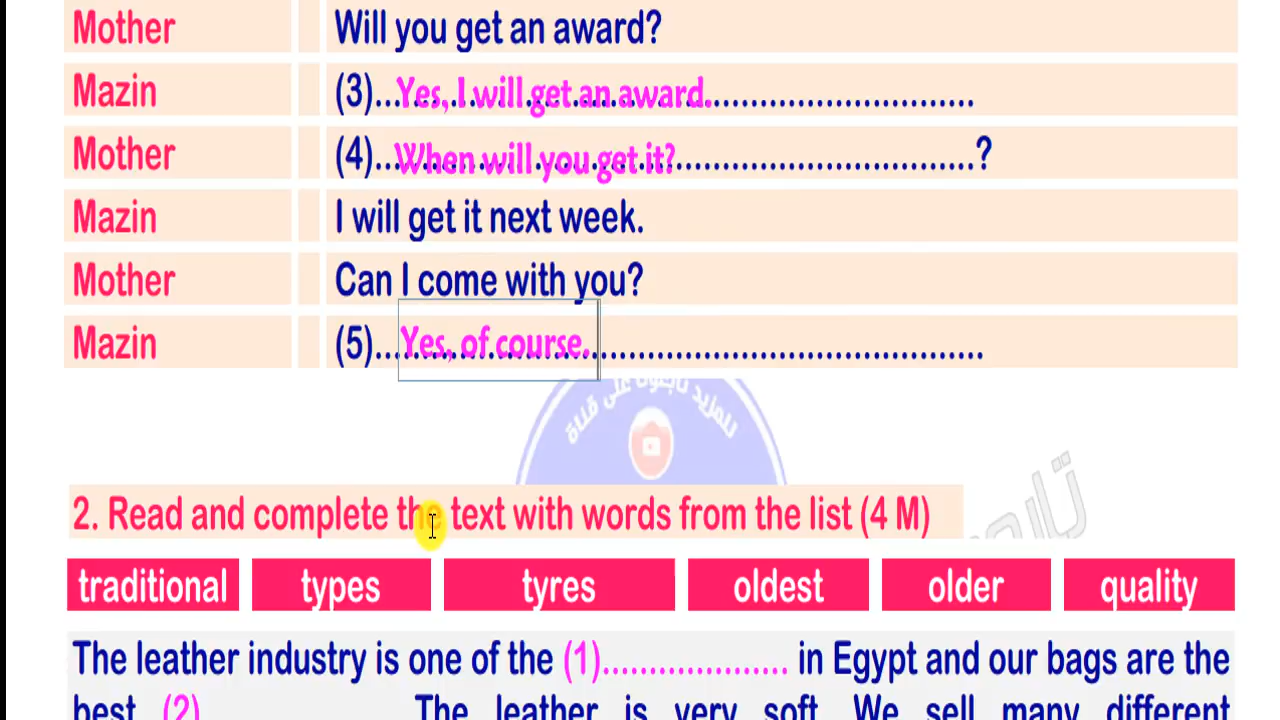 Mother Will you get an award?
Mazin (3)...Yes, I will get an award.............................
Mother (4)...When will you get it?.................................?
Mazin I will get it next week.
Mother Can I come with you?
Mazin (5)...Yes, of course...........................................
للمزيد تابعونا على قناة
2. Read and complete the text with words from the list (4 M)
traditional types tyres oldest older quality
The leather industry is one of the (1).................... in Egypt and our bags are the
best (2) The leather is very soft. We sell many different